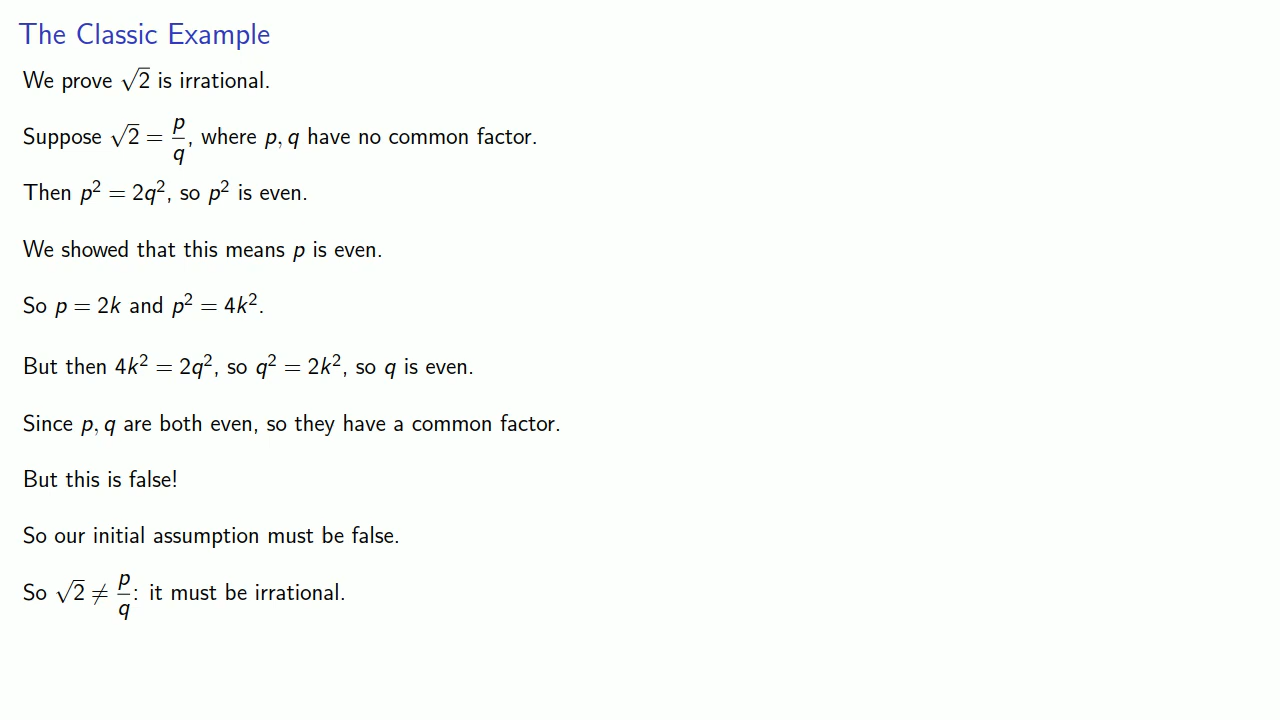 The Classic Example
We prove √2 is irrational.
Suppose √2 = p/q, where p, q have no common factor.
Then p² = 2q², so p² is even.
We showed that this means p is even.
So p = 2k and p² = 4k².
But then 4k² = 2q², so q² = 2k², so q is even.
Since p, q are both even, so they have a common factor.
But this is false!
So our initial assumption must be false.
So √2 ≠ p/q: it must be irrational.